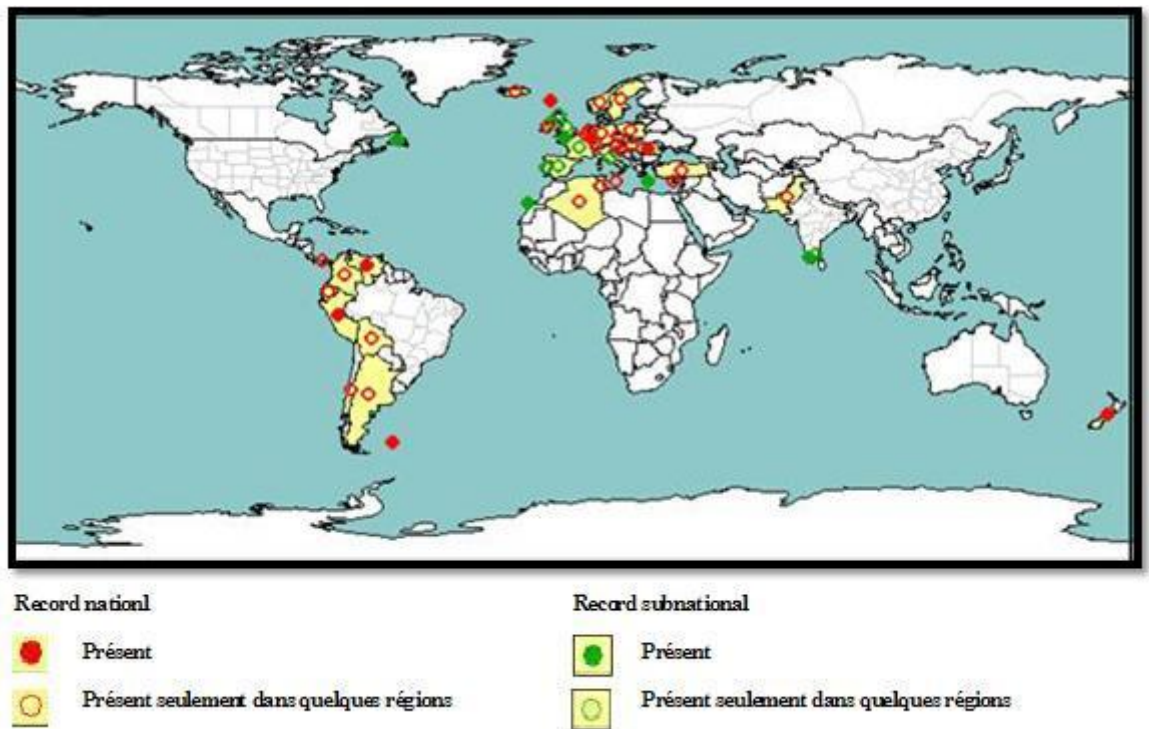 Record nationl
Record subnational
Présent
Présent
Présent seulement dans quelques régions
Présent seulement dans quelques régions